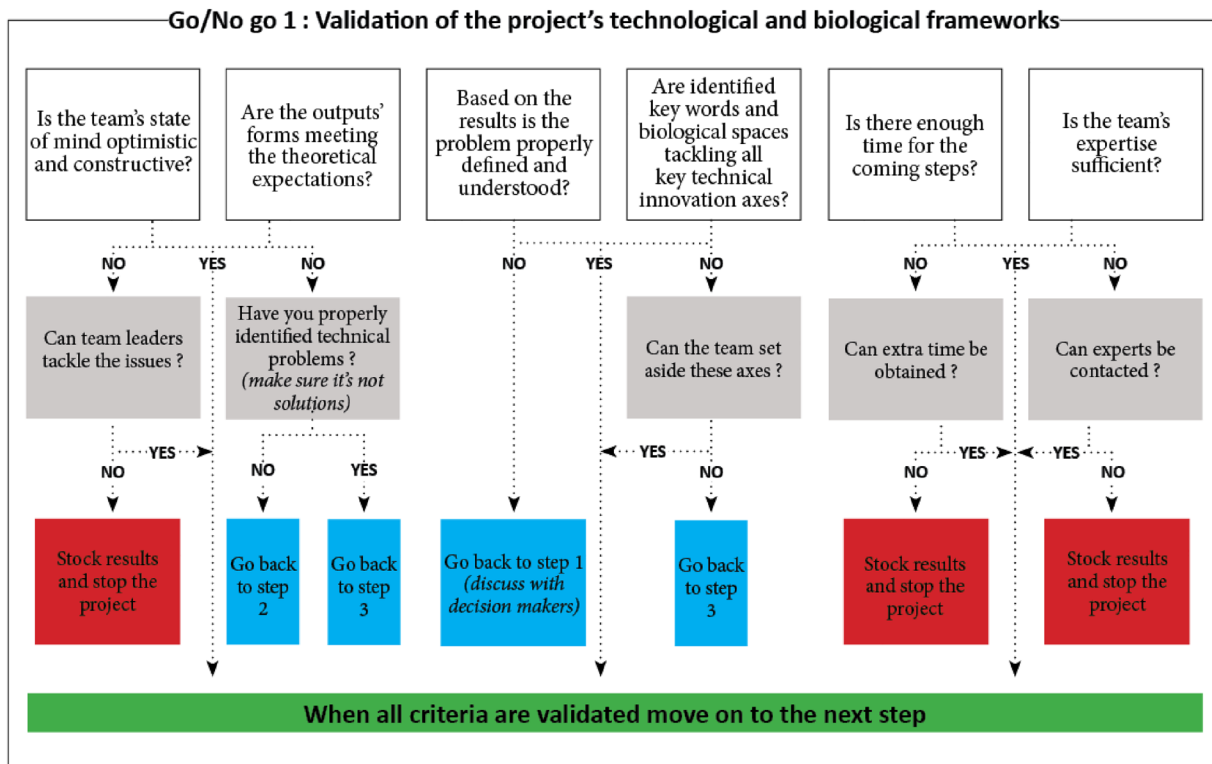 Go/No go 1 : Validation of the project's technological and biological frameworks
Is the team's state
of mind optimistic
and constructive?
Are the outputs'
forms meeting
the theoretical
expectations?
Based on the
results is the
problem properly
defined and
understood?
Are identified
key words and
biological spaces
tackling all
key technical
innovation axes?
Is there enough
time for the
coming steps?
Is the team's
expertise
sufficient?
NO
YES
NO
NO
YES
NO
NO
YES
NO
Can team leaders
tackle the issues ?
Have you properly
identified technical
problems ?
(make sure it's not
solutions)
Can the team set
aside these axes ?
Can extra time be
obtained ?
Can experts be
contacted ?
YES
NO
NO
YES
YES
NO
YES
NO
YES
NO
Stock results
and stop the
project
Go back
to step
2
Go back
to step
3
Go back to step 1
(discuss with
decision makers)
Go back
to step
3
Stock results
and stop the
project
Stock results
and stop the
project
When all criteria are validated move on to the next step